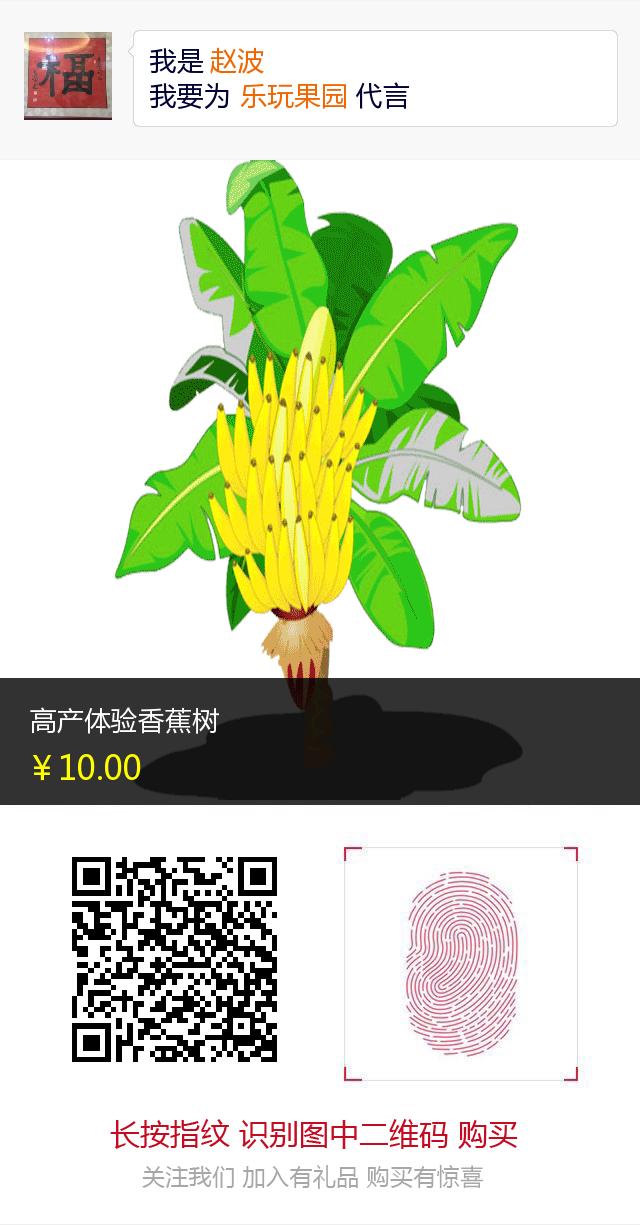 福
我是 赵波
我要为 乐玩果园 代言
高产体验香蕉树
￥10.00
长按指纹 识别图中二维码 购买
关注我们 加入有礼品 购买有惊喜